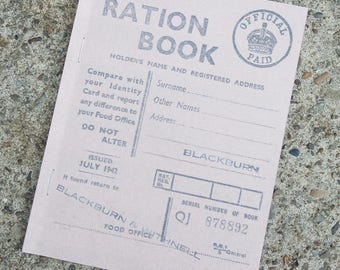 RATION
BOOK
OFFICIAL
PAID
HOLDER'S NAME AND REGISTERED ADDRESS
Compare with
your Identity
Card and report
any difference to
your Food Office.
DO NOT
ALTER
Surname
Other Names
Address
BLACKBURN
ISSUED
JULY 1942
If found return to
BLACKBURN &
FOOD OFFICE
SERIAL NUMBER OF BOOK
QI 878892